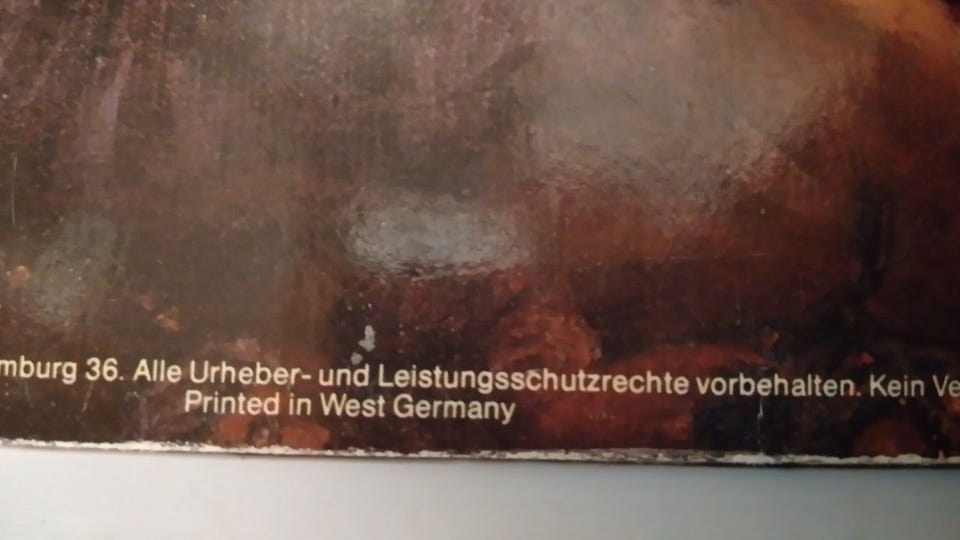 mburg 36. Alle Urheber- und Leistungsschutzrechte vorbehalten. Kein Ve
Printed in West Germany